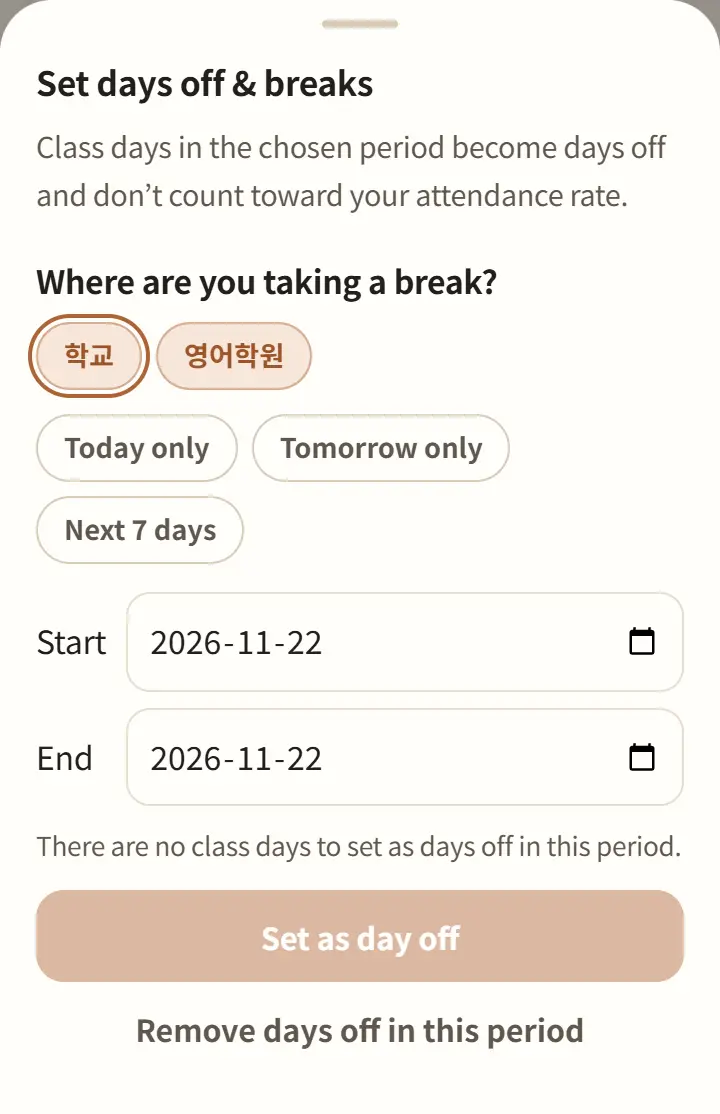 Set days off & breaks
Class days in the chosen period become days off
and don’t count toward your attendance rate.
Where are you taking a break?
학교 영어학원
Today only Tomorrow only
Next 7 days
Start 2026-11-22
End 2026-11-22
There are no class days to set as days off in this period.
Set as day off
Remove days off in this period